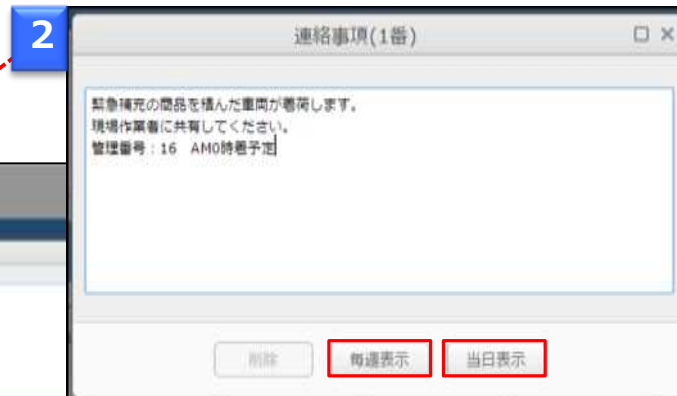 2
連絡事項(1番)
緊急補充の商品を積んだ車両が着荷します。
現場作業者に共有してください。
管理番号：16　AM0時着予定
削除
毎週表示
当日表示